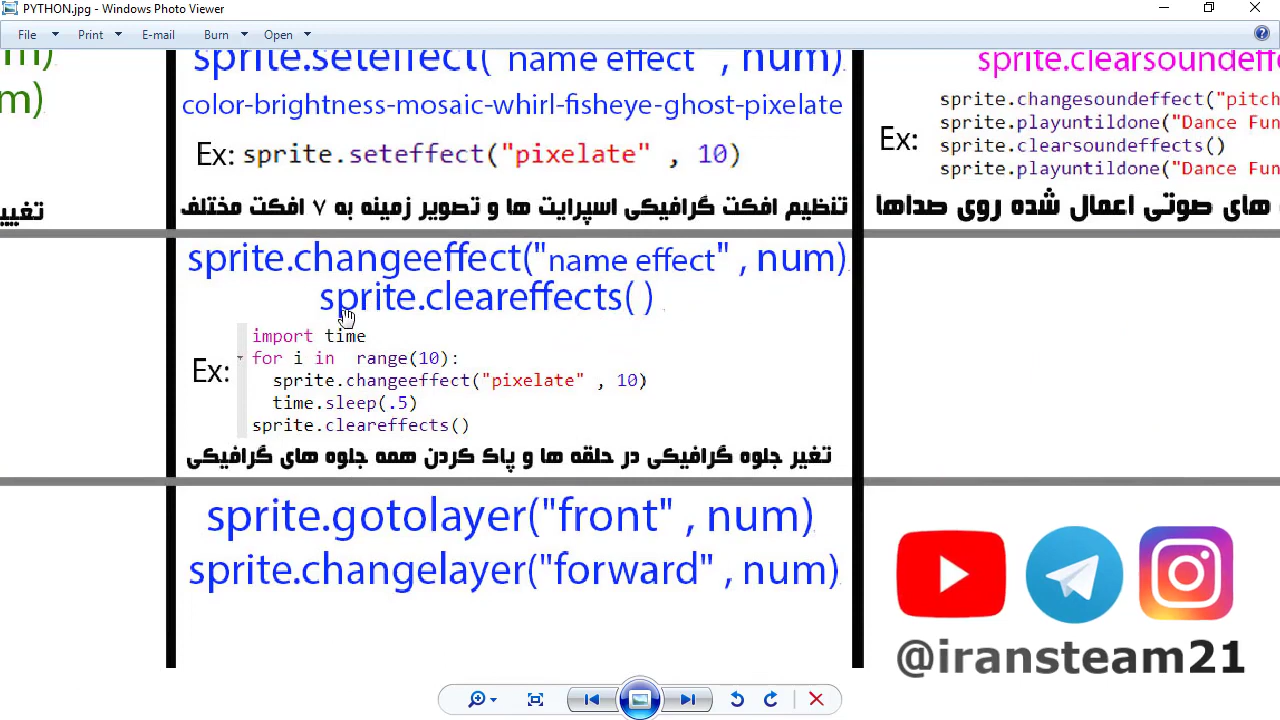 PYTHON.jpg - Windows Photo Viewer
File Print E-mail Burn Open
m)
sprite.seteffect("name effect" , num)
color-brightness-mosaic-whirl-fisheye-ghost-pixelate
Ex: sprite.seteffect("pixelate" , 10)
تنظیم افکت گرافیکی اسپرایت ها و تصویر زمینه به ۷ افکت مختلف
sprite.changeeffect("name effect" , num)
sprite.cleareffects( )
Ex:
import time
for i in range(10):
sprite.changeeffect("pixelate" , 10)
time.sleep(.5)
sprite.cleareffects()
تغیر جلوه گرافیکی در حلقه ها و پاک کردن همه جلوه های گرافیکی
sprite.gotolayer("front" , num)
sprite.changelayer("forward" , num)
sprite.clearsoundeffe
Ex:
sprite.changesoundeffect("pitch
sprite.playuntildone("Dance Fun
sprite.clearsoundeffects()
sprite.playuntildone("Dance Fun
های صوتی اعمال شده روی صداها
@iransteam21